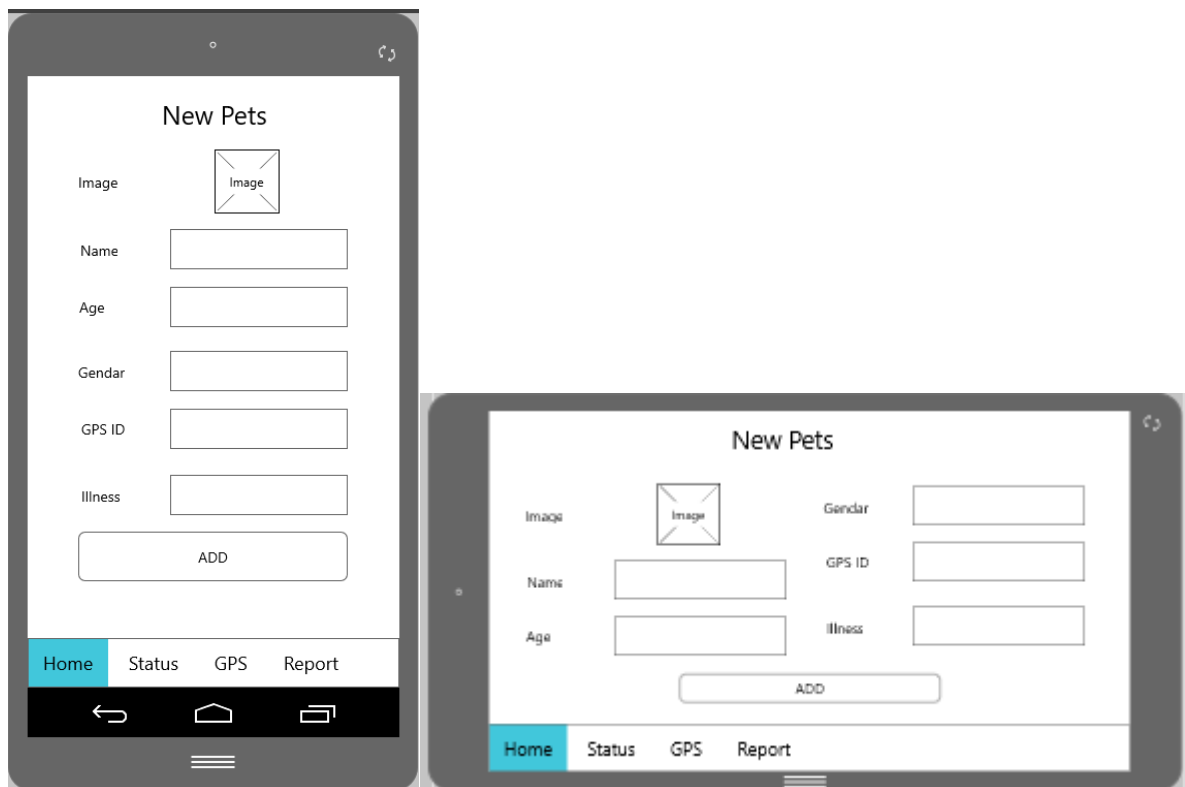 New Pets
Image
Image
Name
Age
Gendar
GPS ID
Illness
ADD
Home Status GPS Report
New Pets
Image
Image
Name
Age
Gendar
GPS ID
Illness
ADD
Home Status GPS Report